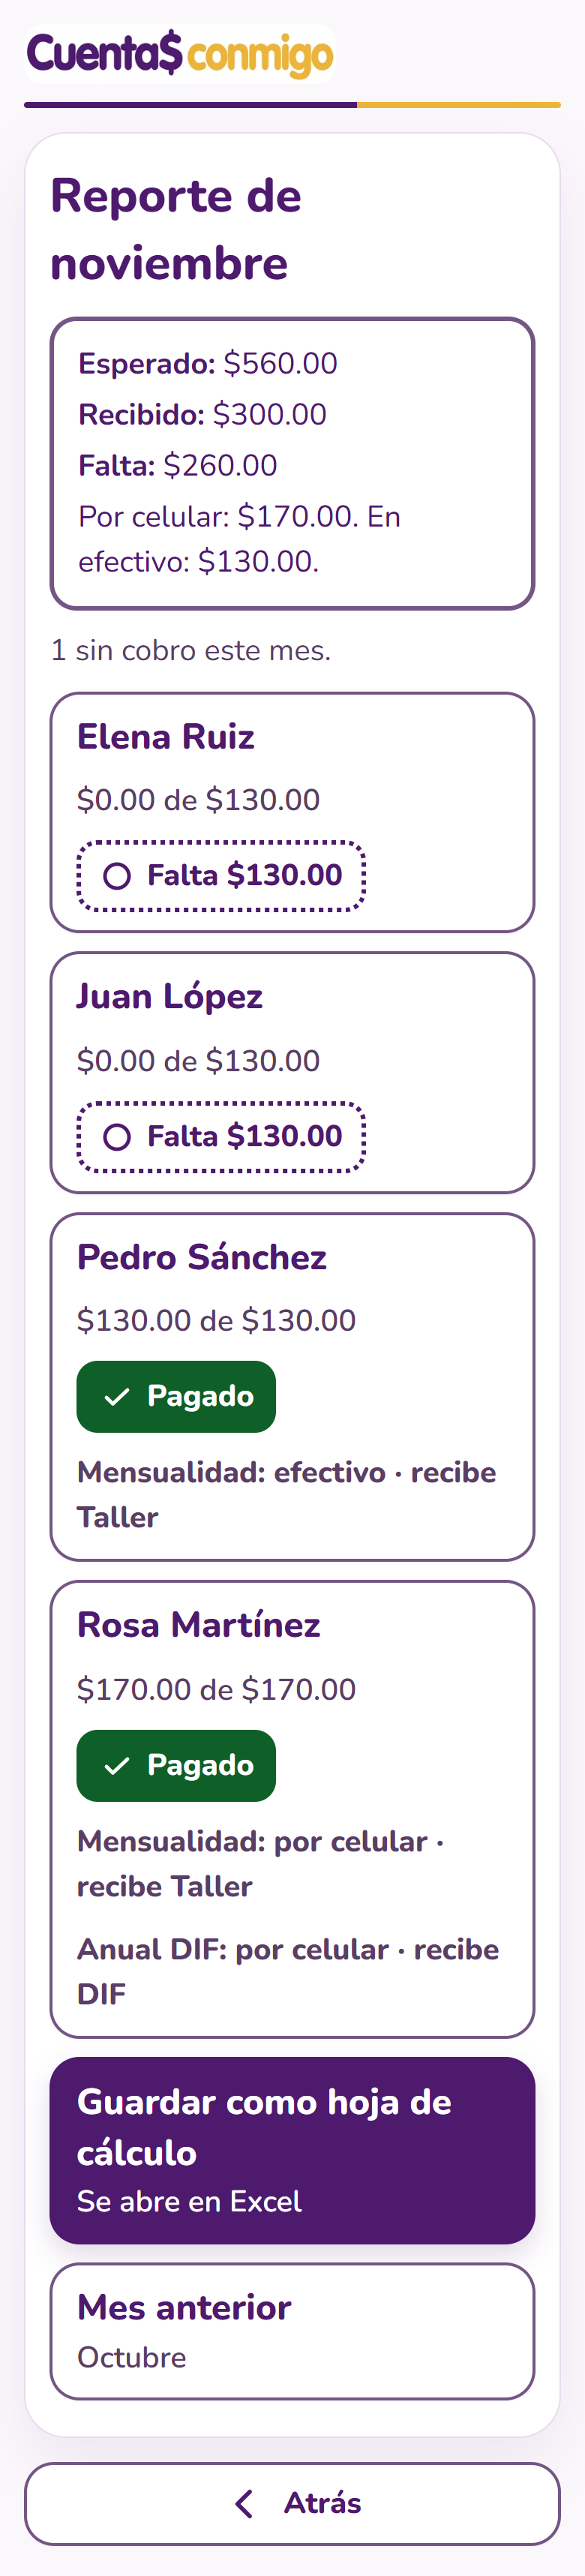 Cuenta$ conmigo
Reporte de
noviembre
Esperado: $560.00
Recibido: $300.00
Falta: $260.00
Por celular: $170.00. En
efectivo: $130.00.
1 sin cobro este mes.
Elena Ruiz
$0.00 de $130.00
Falta $130.00
Juan López
$0.00 de $130.00
Falta $130.00
Pedro Sánchez
$130.00 de $130.00
Pagado
Mensualidad: efectivo · recibe
Taller
Rosa Martínez
$170.00 de $170.00
Pagado
Mensualidad: por celular ·
recibe Taller
Anual DIF: por celular · recibe
DIF
Guardar como hoja de
cálculo
Se abre en Excel
Mes anterior
Octubre
Atrás